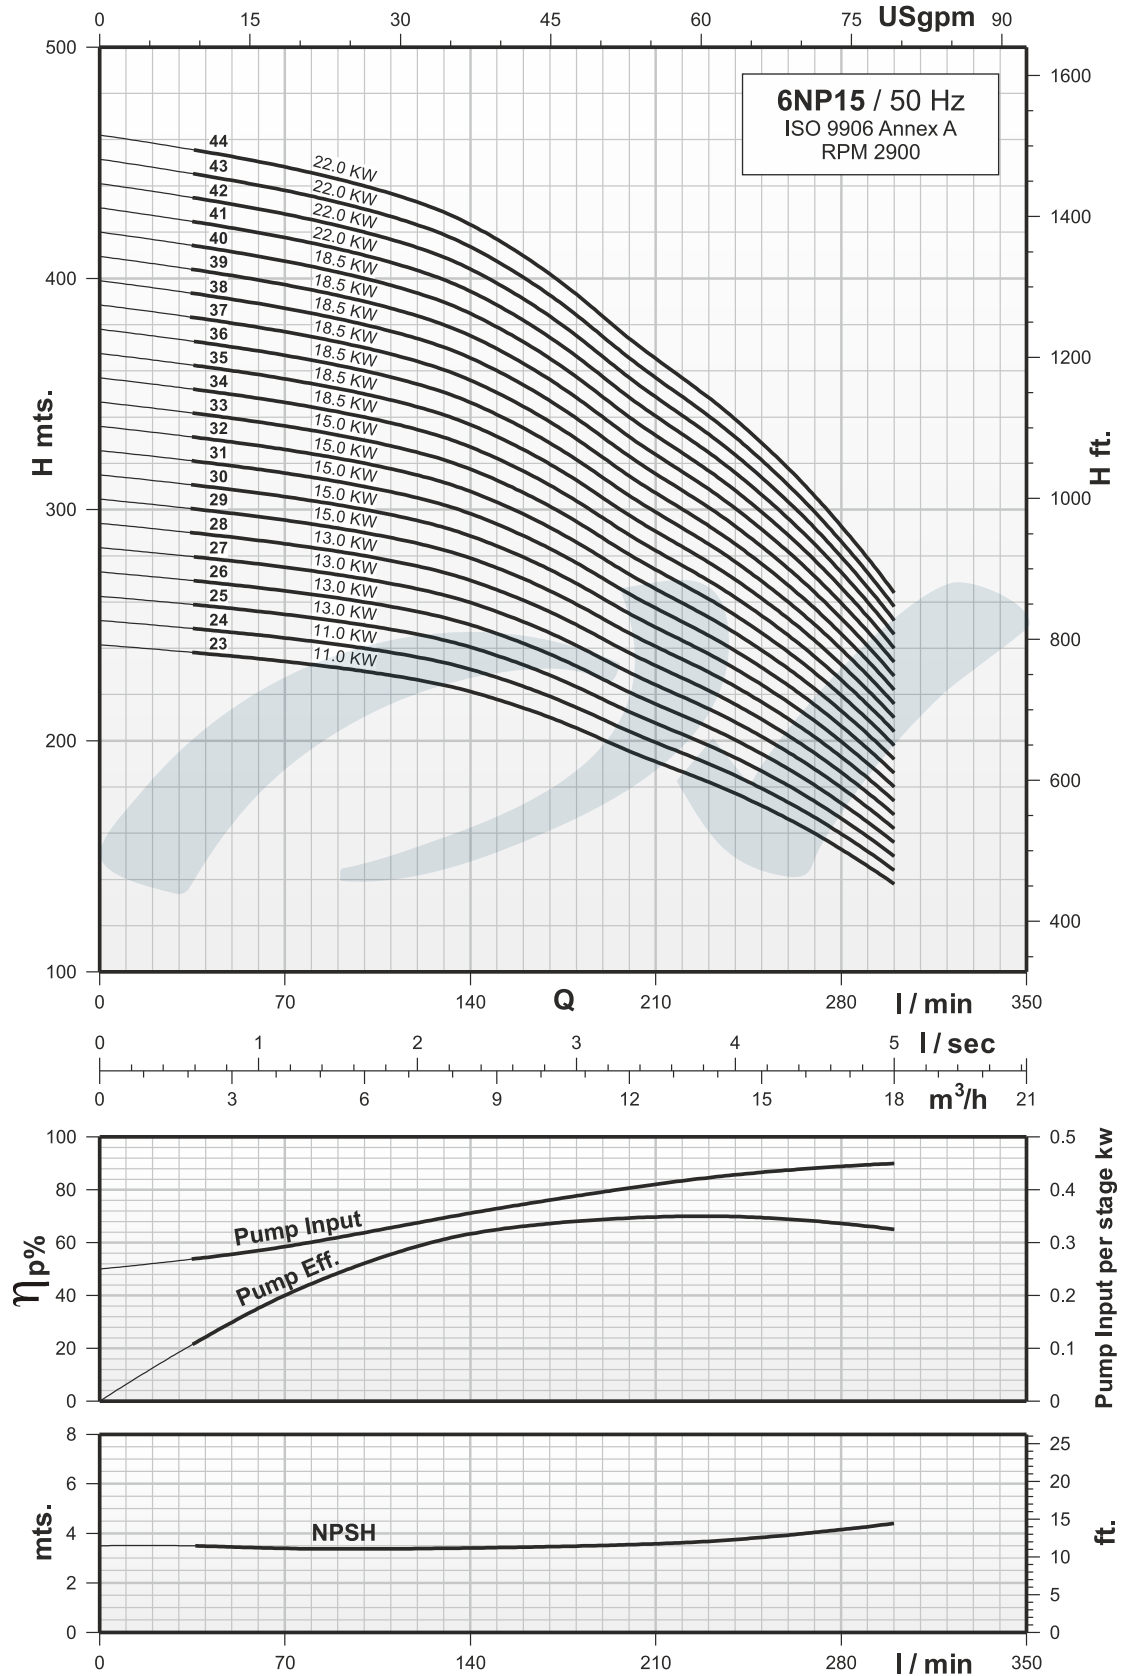 0 15 30 45 60 75 USgpm 90
500
1600
6NP15 / 50 Hz
ISO 9906 Annex A
RPM 2900
44 22.0 KW
43 22.0 KW
42 22.0 KW
41 22.0 KW
40 18.5 KW
39 18.5 KW
38 18.5 KW
37 18.5 KW
36 18.5 KW
35 18.5 KW
34 18.5 KW
33 15.0 KW
32 15.0 KW
31 15.0 KW
30 15.0 KW
29 15.0 KW
28 13.0 KW
27 13.0 KW
26 13.0 KW
25 13.0 KW
24 11.0 KW
23 11.0 KW
1400
400
1200
H mts.
H ft.
300
1000
800
200
600
400
100
0 70 140 Q 210 280 l / min 350
0 1 2 3 4 5 l / sec
0 3 6 9 12 15 18 m³/h 21
100 0.5
80 0.4
60 0.3
40 0.2
20 0.1
0 0
ηp%
Pump Input per stage kw
Pump Input
Pump Eff.
8
6
4
2
0
mts.
NPSH
25
20
15
10
5
0
ft.
0 70 140 210 280 l / min 350